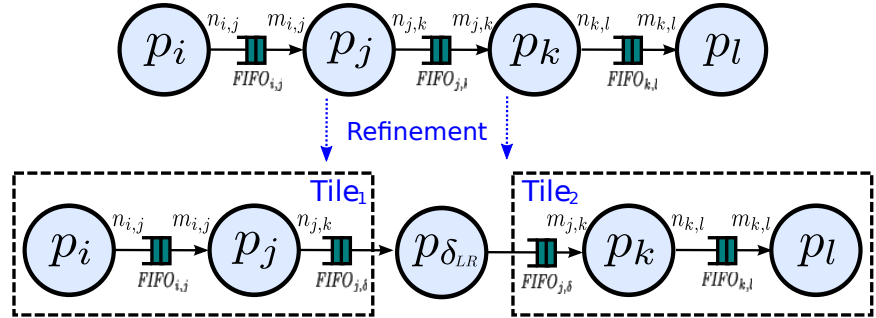 n_{i,j} m_{i,j} n_{j,k} m_{j,k} n_{k,l} m_{k,l}
p_i p_j p_k p_l
FIFO_{i,j} FIFO_{j,k} FIFO_{k,l}
Refinement
Tile_1 Tile_2
n_{i,j} m_{i,j} n_{j,k} m_{j,k} n_{k,l} m_{k,l}
p_i p_j p_{δ_{LR}} p_k p_l
FIFO_{i,j} FIFO_{j,δ} FIFO_{j,δ} FIFO_{k,l}